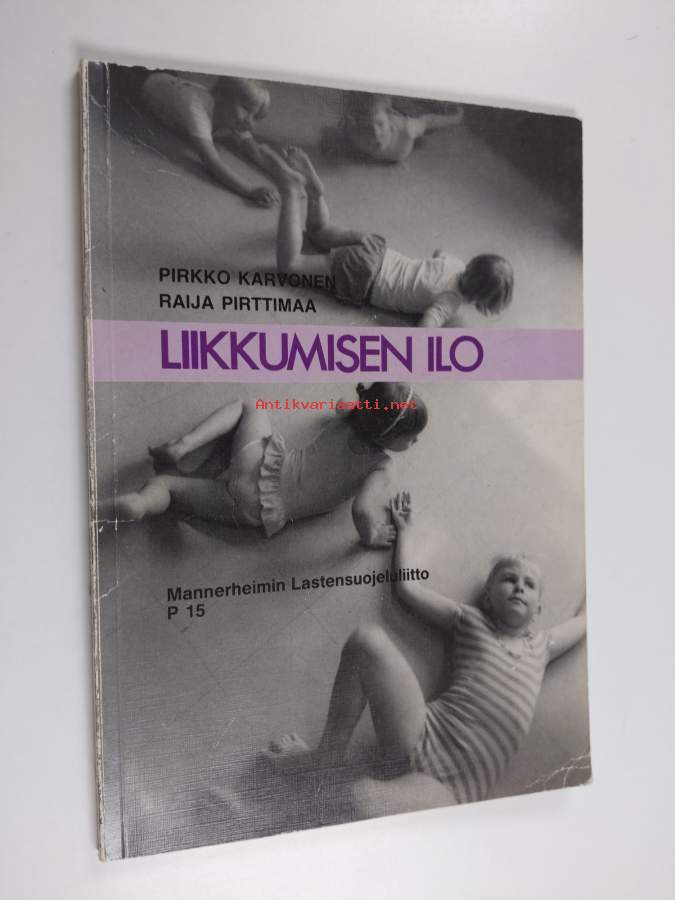 PIRKKO KARVONEN
RAIJA PIRTTIMAA
LIIKKUMISEN ILO
Antikvariaatti.net
Mannerheimin Lastensuojeluliitto
P 15